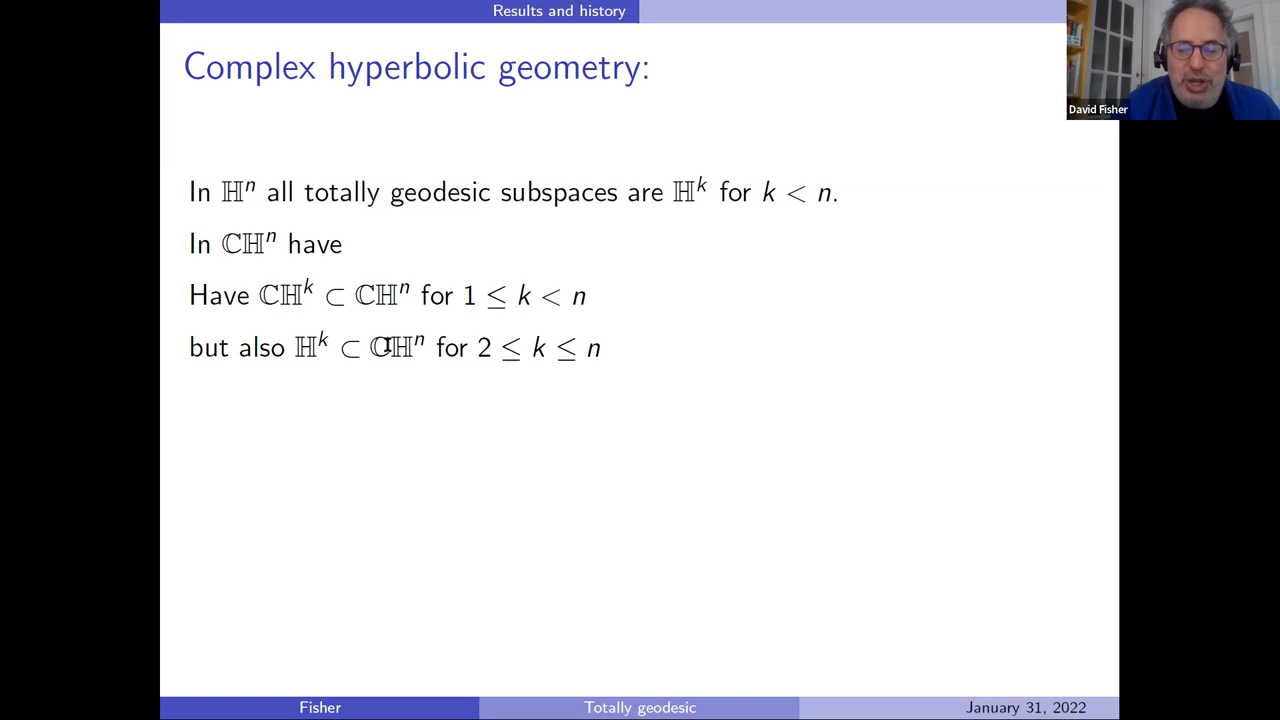 Results and history
David Fisher
Complex hyperbolic geometry:
In ℍⁿ all totally geodesic subspaces are ℍᵏ for k < n.
In ℂℍⁿ have
Have ℂℍᵏ ⊂ ℂℍⁿ for 1 ≤ k < n
but also ℍᵏ ⊂ ℂℍⁿ for 2 ≤ k ≤ n
Fisher
Totally geodesic
January 31, 2022